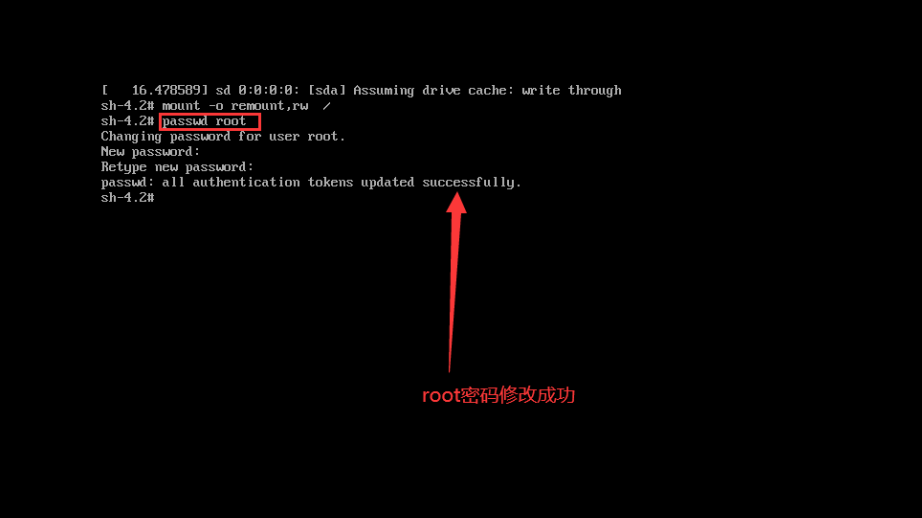 [   16.478589] sd 0:0:0:0: [sda] Assuming drive cache: write through
sh-4.2# mount -o remount,rw  /
sh-4.2# passwd root
Changing password for user root.
New password:
Retype new password:
passwd: all authentication tokens updated successfully.
sh-4.2#
root密码修改成功